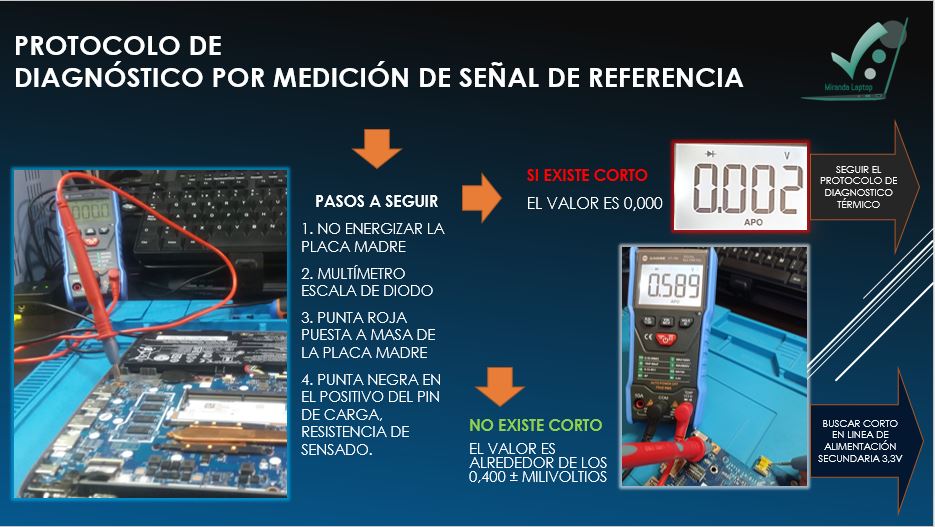 PROTOCOLO DE
DIAGNÓSTICO POR MEDICIÓN DE SEÑAL DE REFERENCIA
Miranda Laptop
PASOS A SEGUIR
1. NO ENERGIZAR LA
PLACA MADRE
2. MULTÍMETRO
ESCALA DE DIODO
3. PUNTA ROJA
PUESTA A MASA DE
LA PLACA MADRE
4. PUNTA NEGRA EN
EL POSITIVO DEL PIN
DE CARGA,
RESISTENCIA DE
SENSADO.
SI EXISTE CORTO
EL VALOR ES 0,000
V
0.002
APO
SEGUIR EL
PROTOCOLO DE
DIAGNOSTICO
TÉRMICO
NO EXISTE CORTO
EL VALOR ES
ALREDEDOR DE LOS
0,400 ± MILIVOLTIOS
0.589
APO
10A
COM
BUSCAR CORTO
EN LINEA DE
ALIMENTACIÓN
SECUNDARIA 3,3V